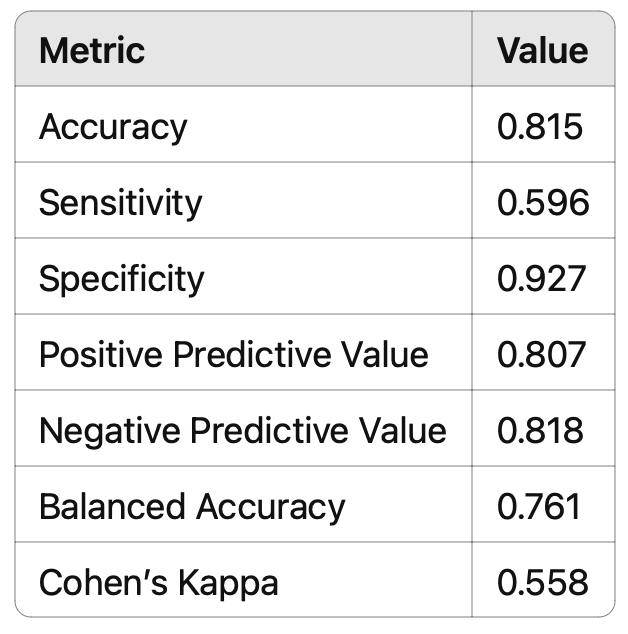 Metric Value
Accuracy 0.815
Sensitivity 0.596
Specificity 0.927
Positive Predictive Value 0.807
Negative Predictive Value 0.818
Balanced Accuracy 0.761
Cohen’s Kappa 0.558